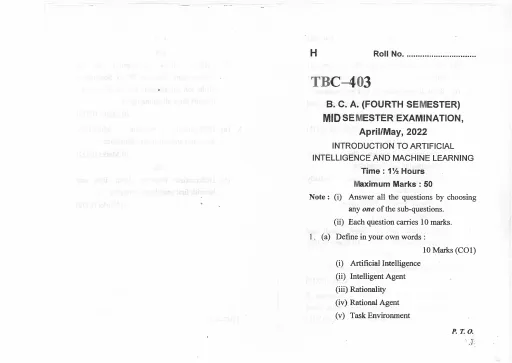 H Roll No. ..............................
TBC-403
B. C. A. (FOURTH SEMESTER)
MID SEMESTER EXAMINATION,
April/May, 2022
INTRODUCTION TO ARTIFICIAL
INTELLIGENCE AND MACHINE LEARNING
Time : 1½ Hours
Maximum Marks : 50
Note : (i) Answer all the questions by choosing
any one of the sub-questions.
(ii) Each question carries 10 marks.
1. (a) Define in your own words :
10 Marks (CO1)
(i) Artificial Intelligence
(ii) Intelligent Agent
(iii) Rationality
(iv) Rational Agent
(v) Task Environment
P. T. O.